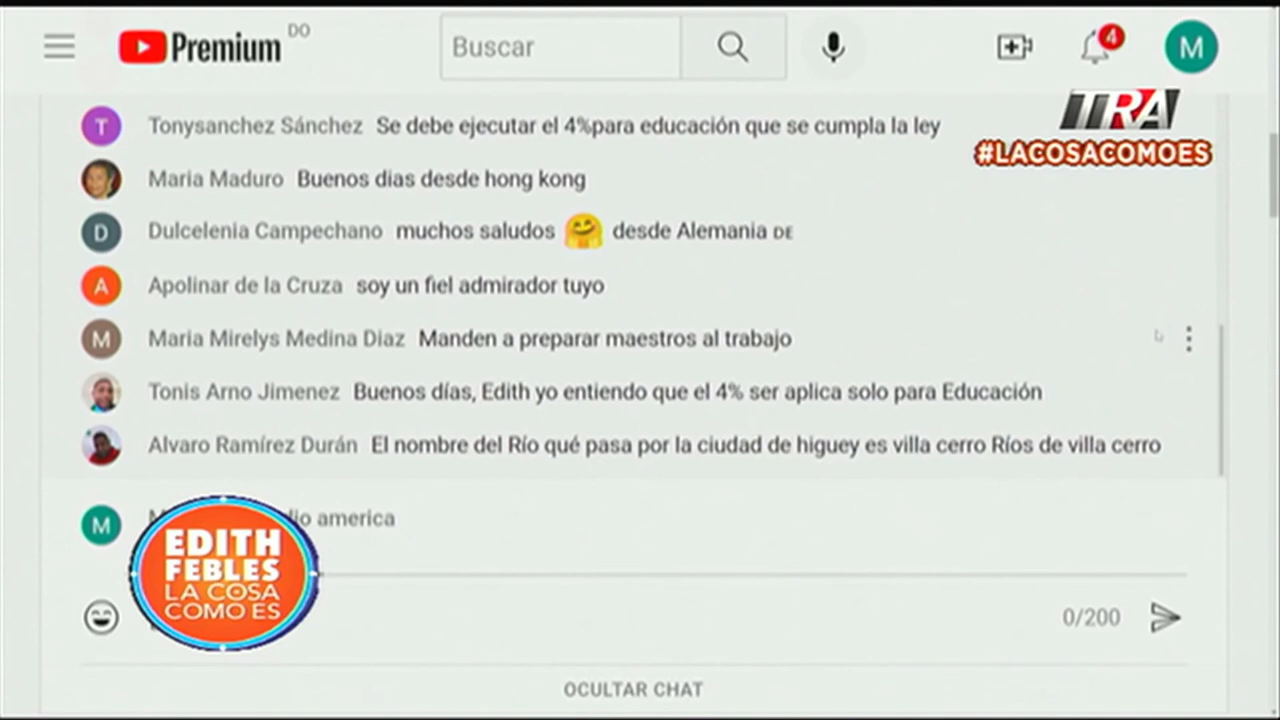 Premium DO
Buscar
4
M
TRA
#LACOSACOMOES
T Tonysanchez Sánchez Se debe ejecutar el 4%para educación que se cumpla la ley
Maria Maduro Buenos dias desde hong kong
D Dulcelenia Campechano muchos saludos 🤗 desde Alemania DE
A Apolinar de la Cruza soy un fiel admirador tuyo
M Maria Mirelys Medina Diaz Manden a preparar maestros al trabajo
Tonis Arno Jimenez Buenos días, Edith yo entiendo que el 4% ser aplica solo para Educación
Alvaro Ramírez Durán El nombre del Río qué pasa por la ciudad de higuey es villa cerro Ríos de villa cerro
M america
EDITH
FEBLES
LA COSA
COMO ES
0/200
OCULTAR CHAT